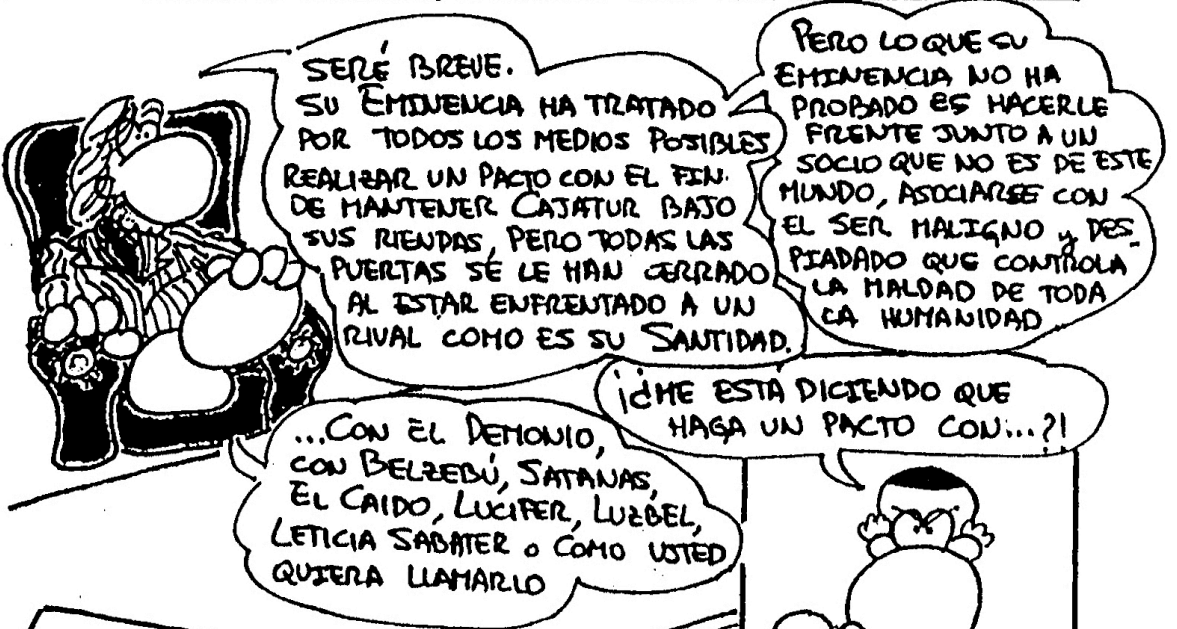 SERÉ BREVE.
SU EMINENCIA HA TRATADO
POR TODOS LOS MEDIOS POSIBLES
REALIZAR UN PACTO CON EL FIN.
DE MANTENER CAJATUR BAJO
SUS RIENDAS, PERO TODAS LAS
PUERTAS SE LE HAN CERRADO
AL ESTAR ENFRENTADO A UN
RIVAL COMO ES SU SANTIDAD.
PERO LO QUE SU
EMINENCIA NO HA
PROBADO ES HACERLE
FRENTE JUNTO A UN
SOCIO QUE NO ES DE ESTE
MUNDO, ASOCIARSE CON
EL SER MALIGNO y DES-
PIADADO QUE CONTROLA
LA MALDAD DE TODA
LA HUMANIDAD
¡¿ME ESTÁ DICIENDO QUE
HAGA UN PACTO CON...?!
...CON EL DEMONIO,
CON BELZEBÚ, SATANAS,
EL CAIDO, LUCIFER, LUZBEL,
LETICIA SABATER o COMO USTED
QUIERA LLAMARLO